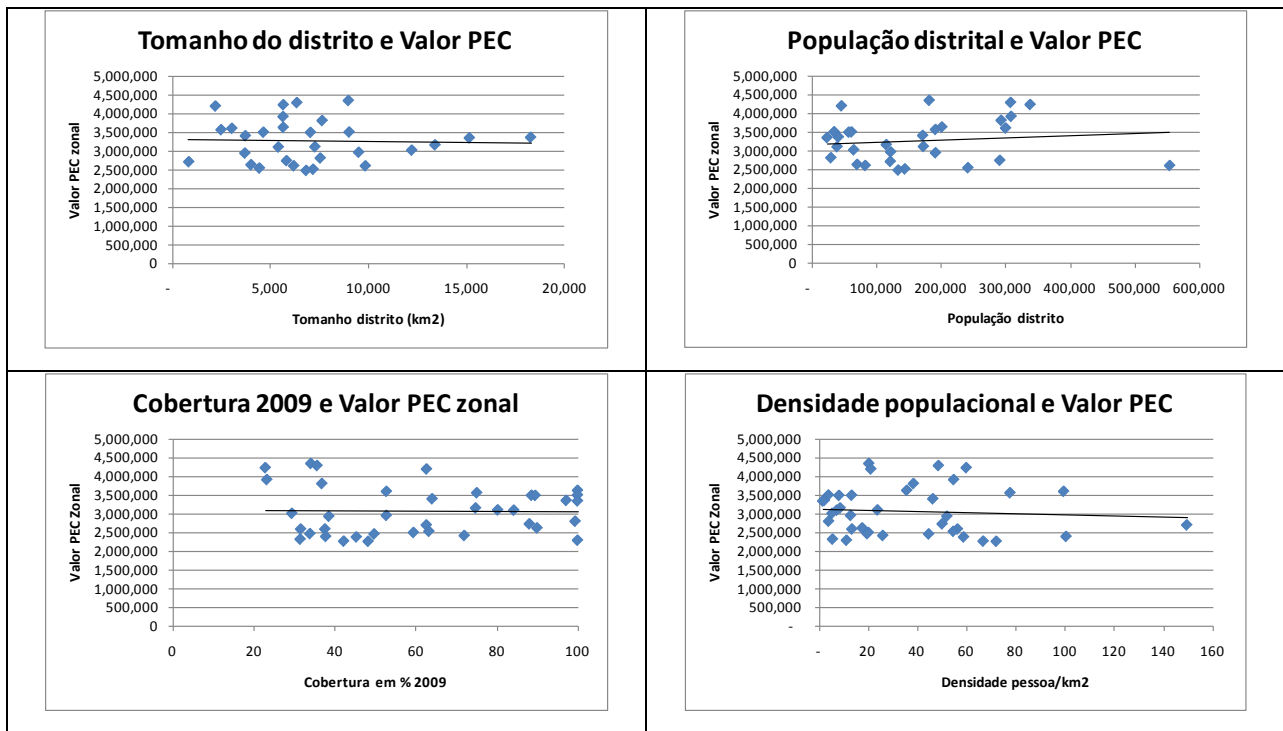 Tomanho do distrito e Valor PEC
5,000,000
4,500,000
4,000,000
3,500,000
3,000,000
2,500,000
2,000,000
1,500,000
1,000,000
500,000
0
Valor PEC zonal
- 5,000 10,000 15,000 20,000
Tomanho distrito (km2)
População distrital e Valor PEC
5,000,000
4,500,000
4,000,000
3,500,000
3,000,000
2,500,000
2,000,000
1,500,000
1,000,000
500,000
0
Valor PEC zonal
- 100,000 200,000 300,000 400,000 500,000 600,000
População distrito
Cobertura 2009 e Valor PEC zonal
5,000,000
4,500,000
4,000,000
3,500,000
3,000,000
2,500,000
2,000,000
1,500,000
1,000,000
500,000
0
Valor PEC zonal
0 20 40 60 80 100
Cobertura em % 2009
Densidade populacional e Valor PEC
5,000,000
4,500,000
4,000,000
3,500,000
3,000,000
2,500,000
2,000,000
1,500,000
1,000,000
500,000
-
Valor PEC Zonal
- 20 40 60 80 100 120 140 160
Densidade pessoa/km2